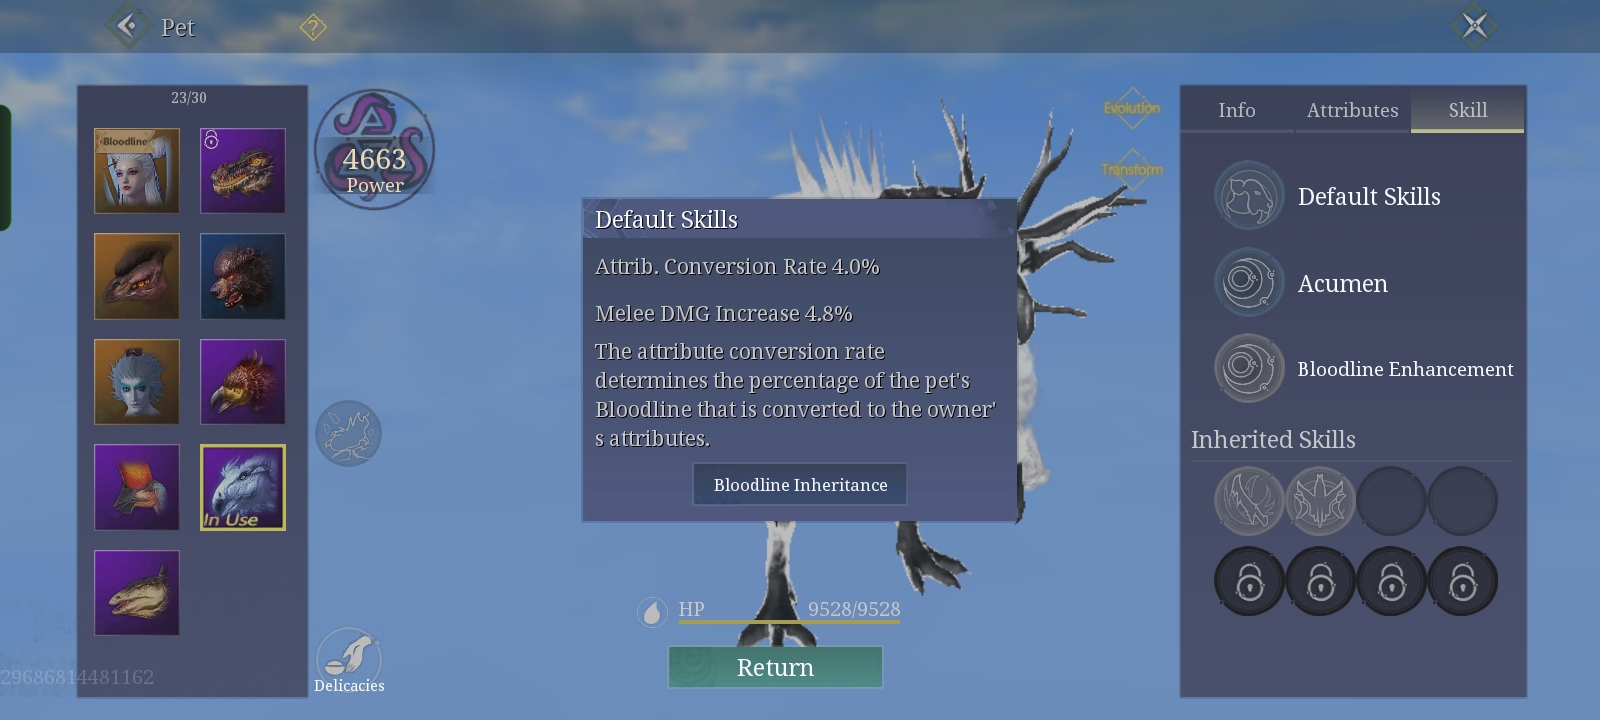 Pet
?
23/30
Bloodline
In Use
4663
Power
Delicacies
Evolution
Transform
Default Skills
Attrib. Conversion Rate 4.0%
Melee DMG Increase 4.8%
The attribute conversion rate
determines the percentage of the pet's
Bloodline that is converted to the owner'
s attributes.
Bloodline Inheritance
HP 9528/9528
Return
Info Attributes Skill
Default Skills
Acumen
Bloodline Enhancement
Inherited Skills
29686814481162